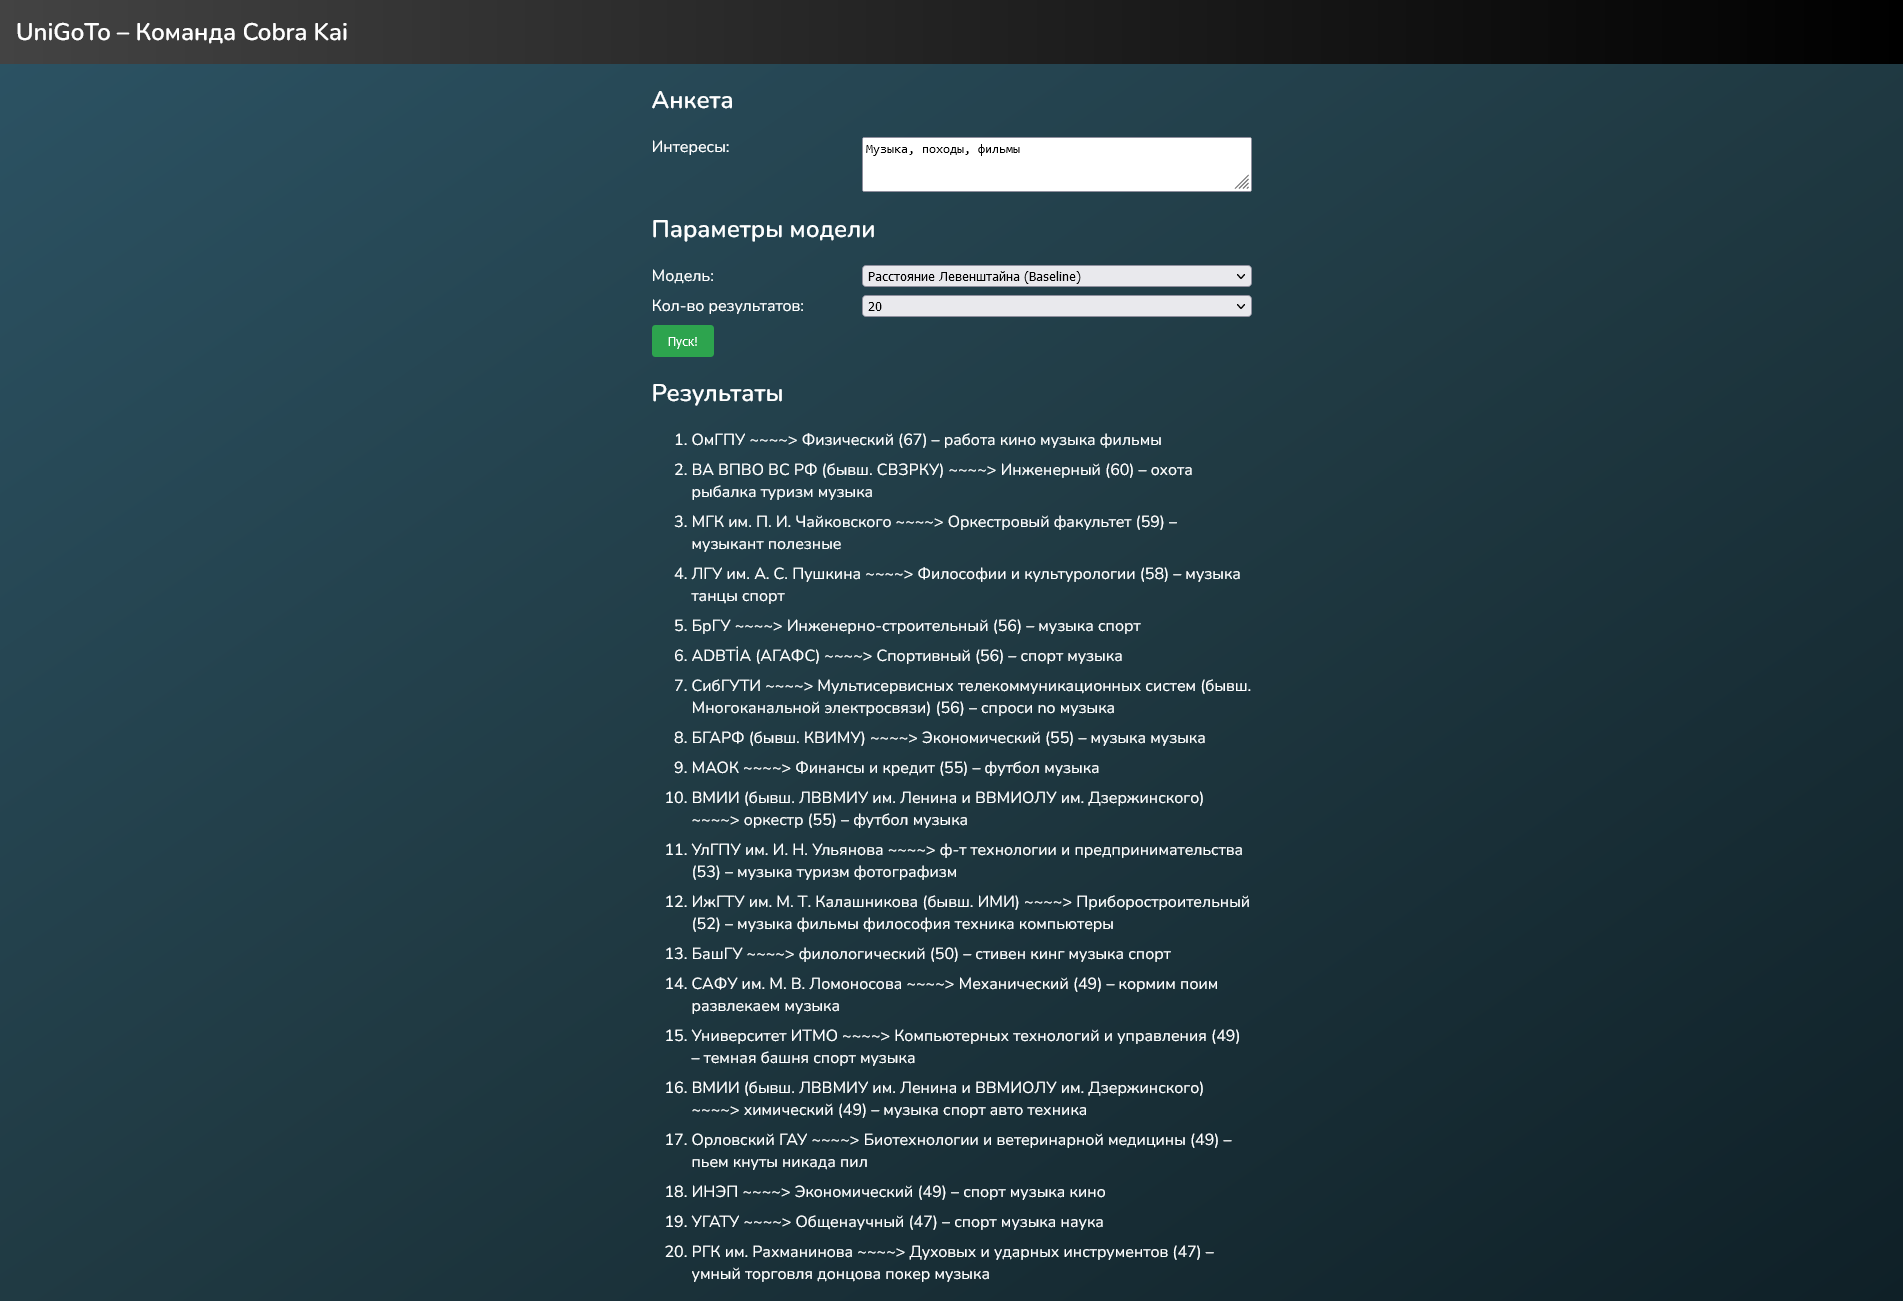 UniGoTo – Команда Cobra Kai
Анкета
Интересы:
Музыка, походы, фильмы
Параметры модели
Модель:
Расстояние Левенштайна (Baseline)
Кол-во результатов:
20
Пуск!
Результаты
1. ОмГПУ ~~~~> Физический (67) – работа кино музыка фильмы
2. ВА ВПВО ВС РФ (бывш. СВЗРКУ) ~~~~> Инженерный (60) – охота
рыбалка туризм музыка
3. МГК им. П. И. Чайковского ~~~~> Оркестровый факультет (59) –
музыкант полезные
4. ЛГУ им. А. С. Пушкина ~~~~> Философии и культурологии (58) – музыка
танцы спорт
5. БрГУ ~~~~> Инженерно-строительный (56) – музыка спорт
6. ADBTİA (АГАФС) ~~~~> Спортивный (56) – спорт музыка
7. СибГУТИ ~~~~> Мультисервисных телекоммуникационных систем (бывш.
Многоканальной электросвязи) (56) – спроси по музыка
8. БГАРФ (бывш. КВИМУ) ~~~~> Экономический (55) – музыка музыка
9. МАОК ~~~~> Финансы и кредит (55) – футбол музыка
10. ВМИИ (бывш. ЛВВМИУ им. Ленина и ВВМИОЛУ им. Дзержинского)
~~~~> оркестр (55) – футбол музыка
11. УлГПУ им. И. Н. Ульянова ~~~~> ф-т технологии и предпринимательства
(53) – музыка туризм фотографизм
12. ИжГТУ им. М. Т. Калашникова (бывш. ИМИ) ~~~~> Приборостроительный
(52) – музыка фильмы философия техника компьютеры
13. БашГУ ~~~~> филологический (50) – стивен кинг музыка спорт
14. САФУ им. М. В. Ломоносова ~~~~> Механический (49) – кормим поим
развлекаем музыка
15. Университет ИТМО ~~~~> Компьютерных технологий и управления (49)
– темная башня спорт музыка
16. ВМИИ (бывш. ЛВВМИУ им. Ленина и ВВМИОЛУ им. Дзержинского)
~~~~> химический (49) – музыка спорт авто техника
17. Орловский ГАУ ~~~~> Биотехнологии и ветеринарной медицины (49) –
пьем кнуты никада пил
18. ИНЭП ~~~~> Экономический (49) – спорт музыка кино
19. УГАТУ ~~~~> Общенаучный (47) – спорт музыка наука
20. РГК им. Рахманинова ~~~~> Духовых и ударных инструментов (47) –
умный торговля донцова покер музыка